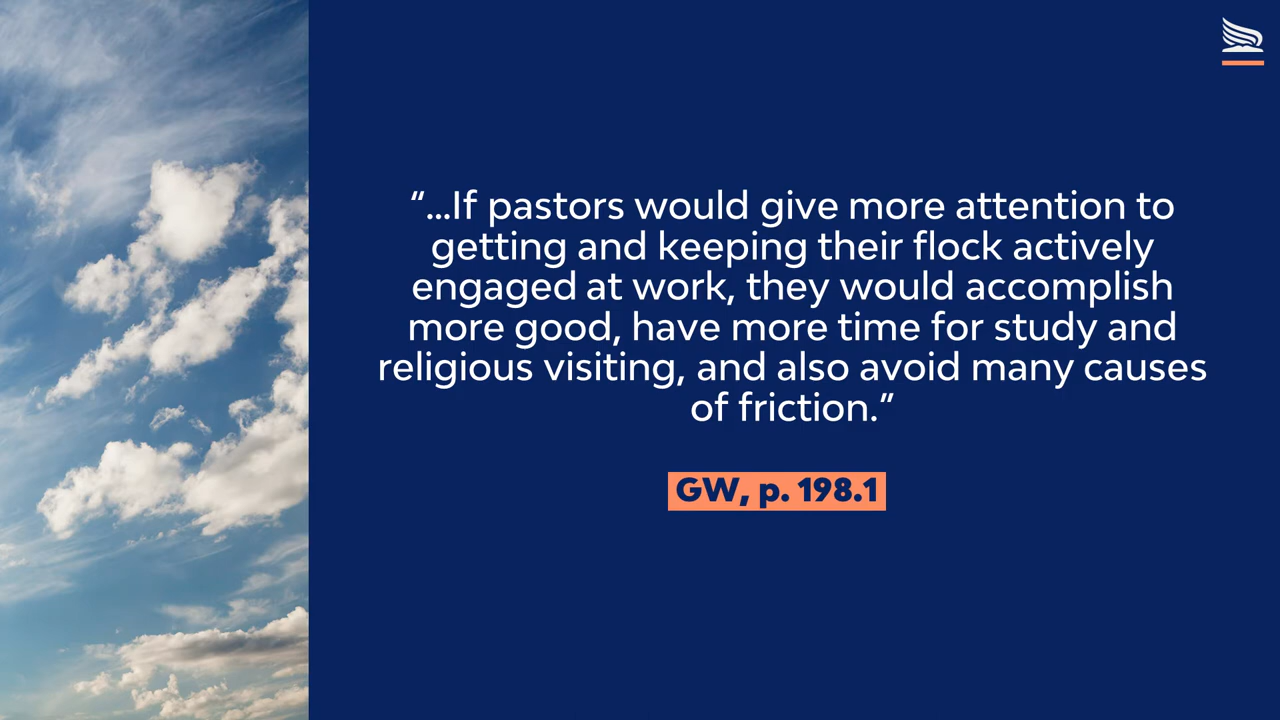 “...If pastors would give more attention to
getting and keeping their flock actively
engaged at work, they would accomplish
more good, have more time for study and
religious visiting, and also avoid many causes
of friction.”
GW, p. 198.1